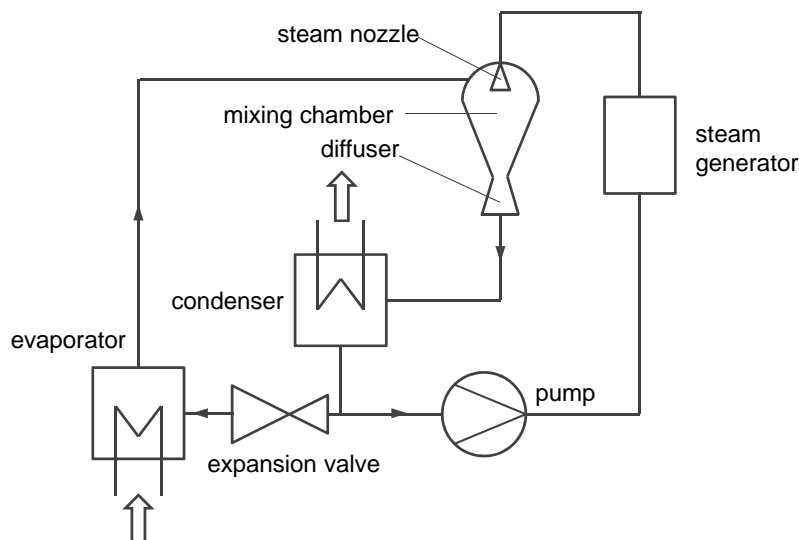 steam nozzle
mixing chamber
diffuser
steam
generator
condenser
evaporator
pump
expansion valve